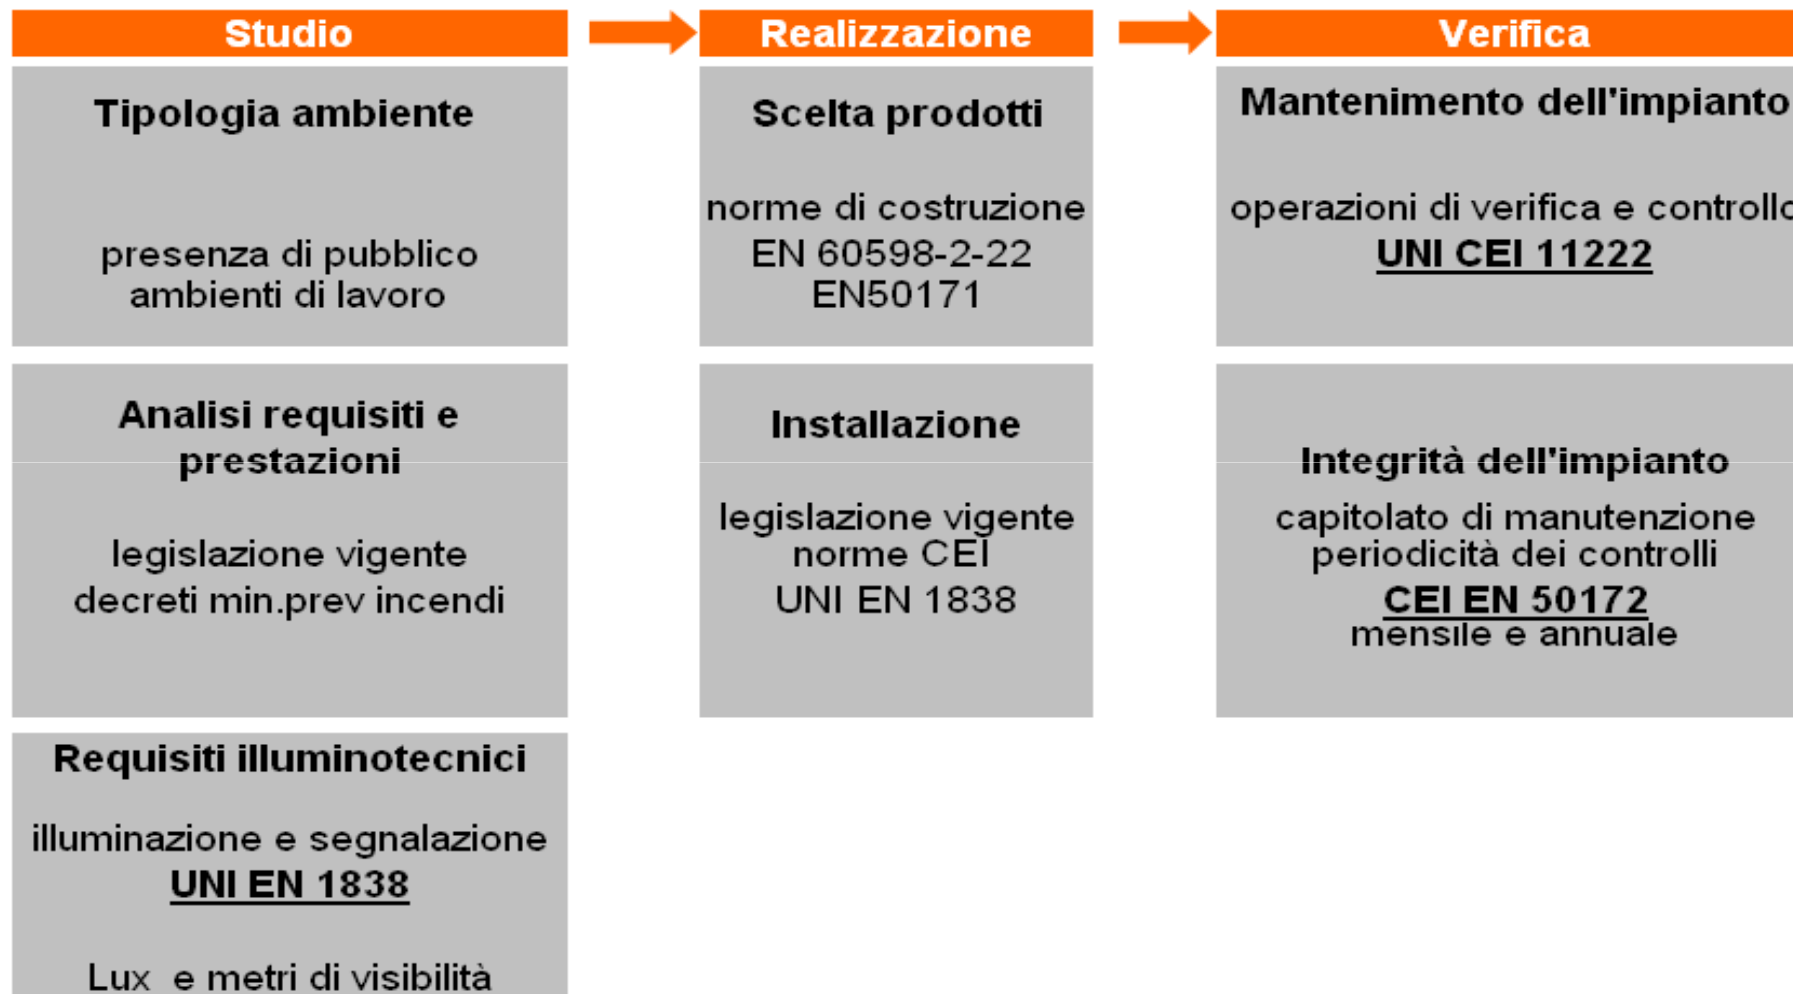 Studio
Realizzazione
Verifica
Tipologia ambiente
presenza di pubblico
ambienti di lavoro
Analisi requisiti e
prestazioni
legislazione vigente
decreti min.prev incendi
Requisiti illuminotecnici
illuminazione e segnalazione
UNI EN 1838
Lux e metri di visibilità
Scelta prodotti
norme di costruzione
EN 60598-2-22
EN50171
Installazione
legislazione vigente
norme CEI
UNI EN 1838
Mantenimento dell'impianto
operazioni di verifica e controllo
UNI CEI 11222
Integrità dell'impianto
capitolato di manutenzione
periodicità dei controlli
CEI EN 50172
mensile e annuale